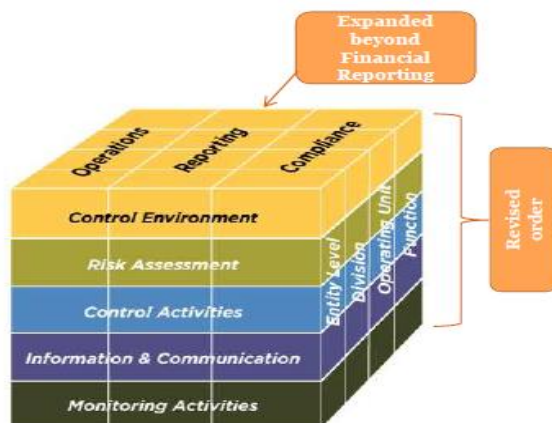 Expanded
beyond
Financial
Reporting
Operations
Reporting
Compliance
Control Environment
Risk Assessment
Control Activities
Information & Communication
Monitoring Activities
Entity Level
Division
Operating Unit
Function
Revised
order